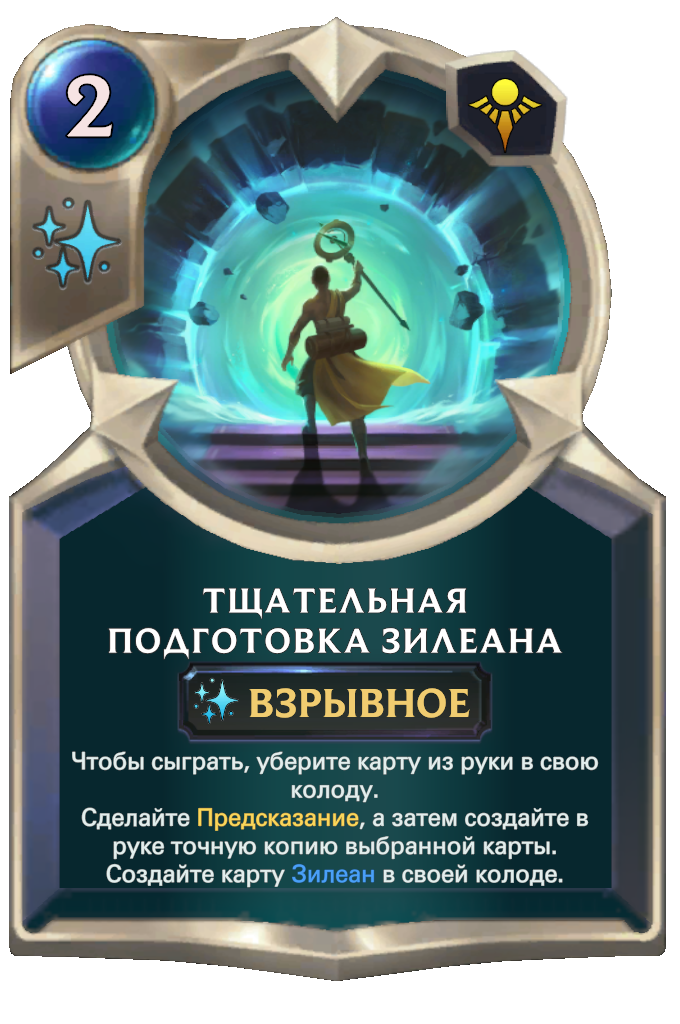 2
ТЩАТЕЛЬНАЯ
ПОДГОТОВКА ЗИЛЕАНА
ВЗРЫВНОЕ
Чтобы сыграть, уберите карту из руки в свою
колоду.
Сделайте Предсказание, а затем создайте в
руке точную копию выбранной карты.
Создайте карту Зилеан в своей колоде.